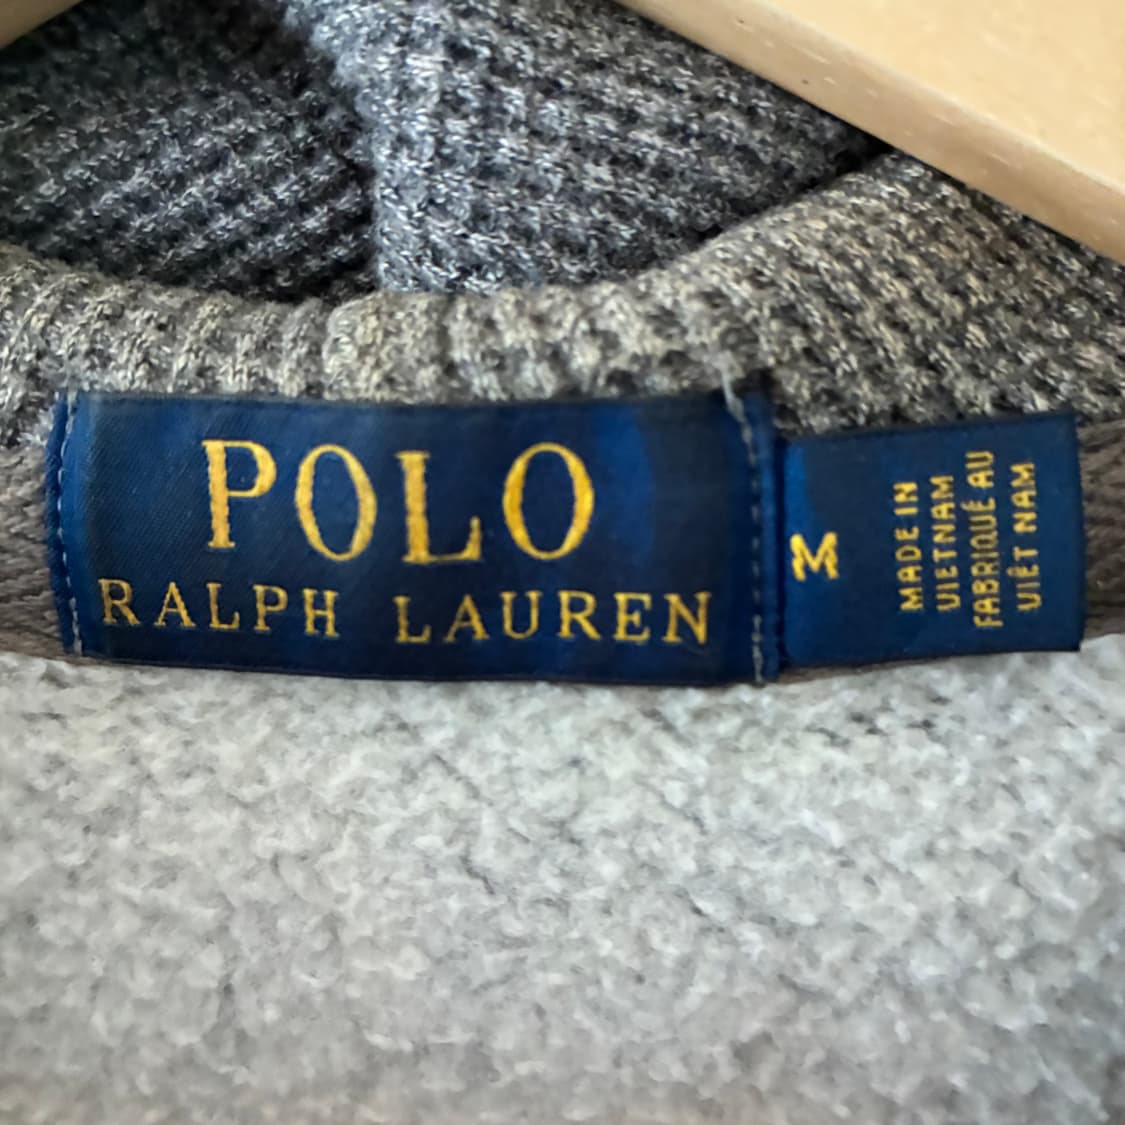 POLO
RALPH LAUREN
M
MADE IN
VIETNAM
FABRIQUÉ AU
VIÊT NAM